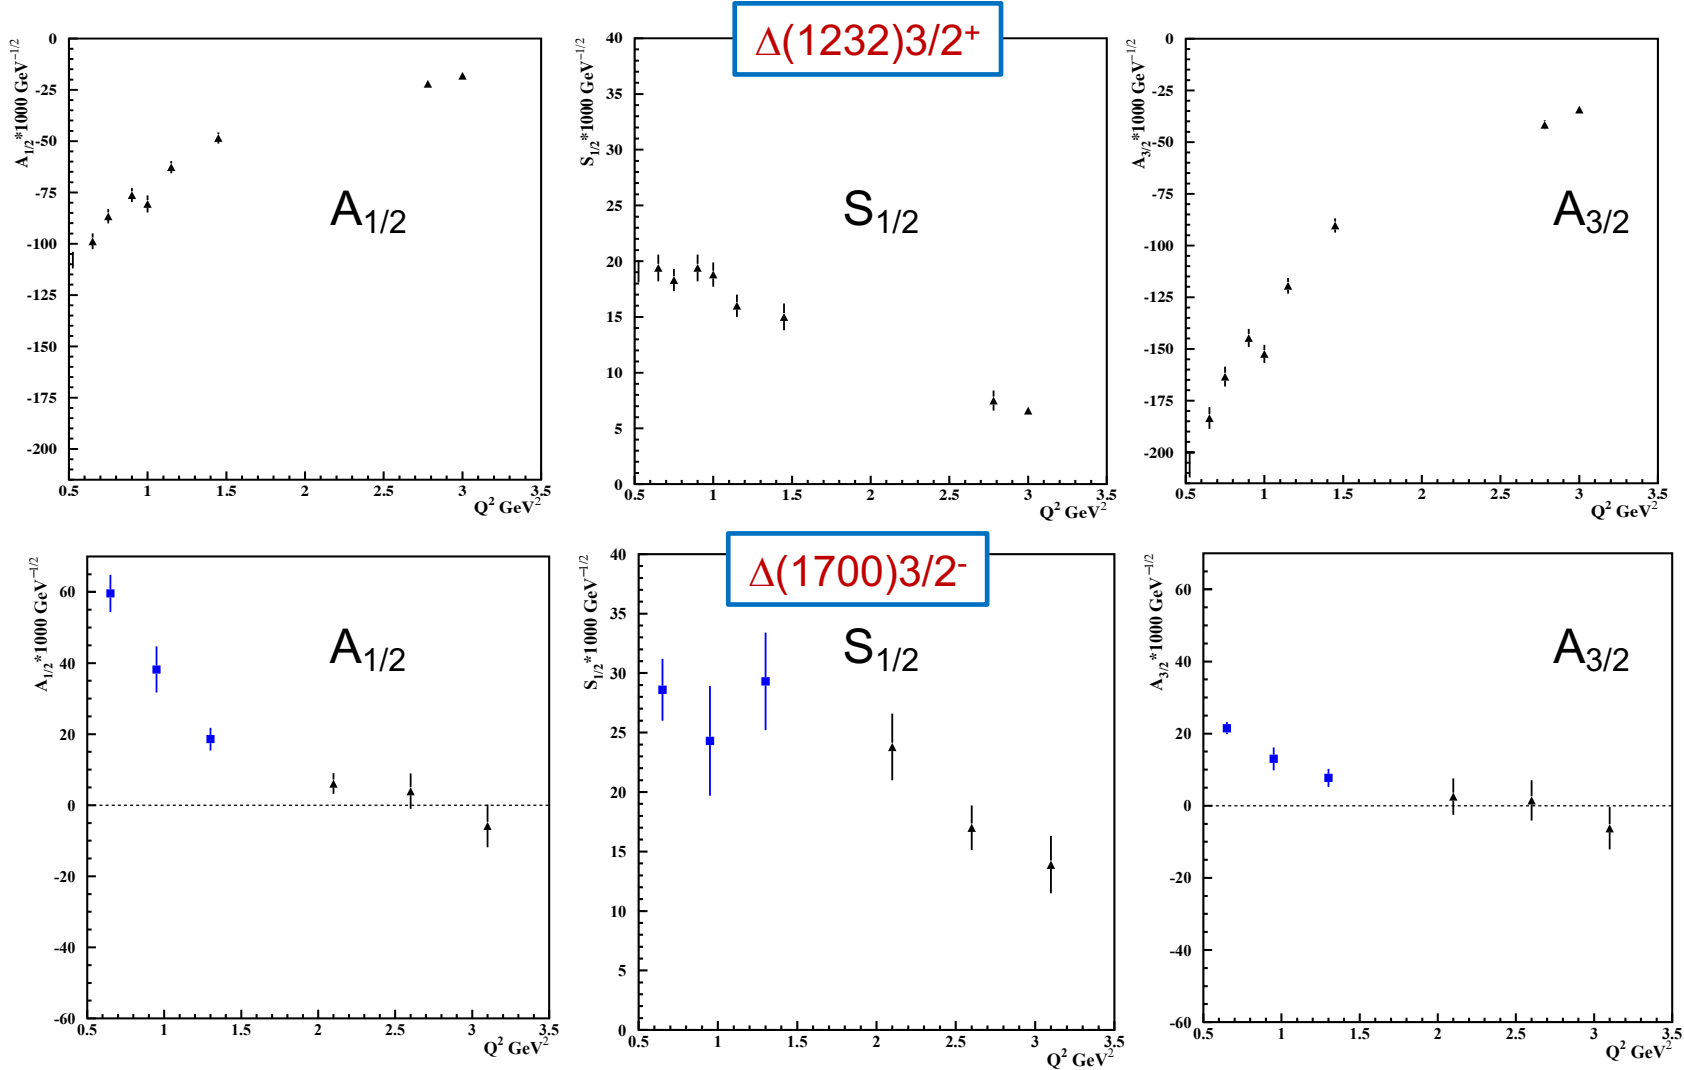 Δ(1232)3/2⁺
A₁/₂*1000 GeV⁻¹/²
0
-25
-50
-75
-100
-125
-150
-175
-200
A₁/₂
0.5 1 1.5 2 2.5 3 3.5
Q² GeV²
S₁/₂*1000 GeV⁻¹/²
40
35
30
25
20
15
10
5
0
S₁/₂
0.5 1 1.5 2 2.5 3 3.5
Q² GeV²
A₃/₂*1000 GeV⁻¹/²
0
-25
-50
-75
-100
-125
-150
-175
-200
A₃/₂
0.5 1 1.5 2 2.5 3 3.5
Q² GeV²
Δ(1700)3/2⁻
A₁/₂*1000 GeV⁻¹/²
60
40
20
0
-20
-40
-60
A₁/₂
0.5 1 1.5 2 2.5 3 3.5
Q² GeV²
S₁/₂*1000 GeV⁻¹/²
40
35
30
25
20
15
10
5
0
S₁/₂
0.5 1 1.5 2 2.5 3 3.5
Q² GeV²
A₃/₂*1000 GeV⁻¹/²
60
40
20
0
-20
-40
-60
A₃/₂
0.5 1 1.5 2 2.5 3 3.5
Q² GeV²